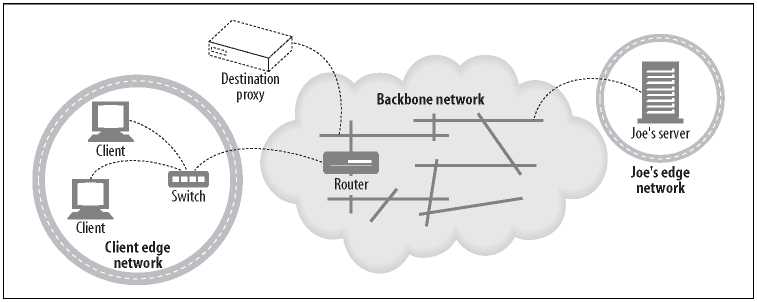 Destination
proxy
Backbone network
Client
Client
Switch
Router
Client edge
network
Joe's server
Joe's edge
network